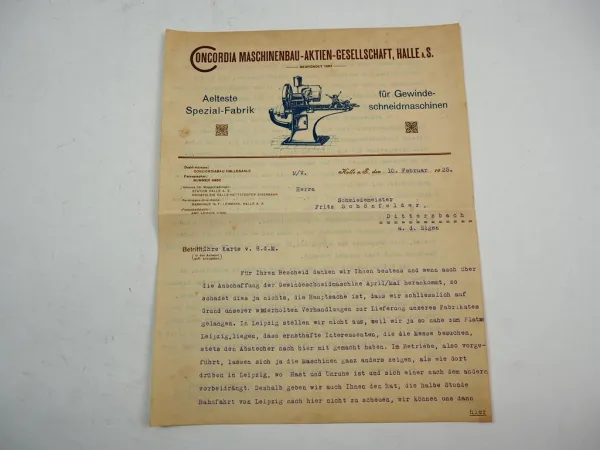 CONCORDIA MASCHINENBAU-AKTIEN-GESELLSCHAFT, HALLE A.S.
Aelteste
Spezial-Fabrik
für Gewinde-
schneidmaschinen
CONCORDIABAU HALLESAALE
M/V.
Halle a.S., den 10. Februar 1925.
Herrn
Schmiedemeister
Fritz Schönfelder,
Dittersbach
a. d. Eigen
Betrifft Ihre Karte v. 8.d.M.
Für Ihren Bescheid danken wir Ihnen bestens und wenn auch über
die Anschaffung der Gewindeschneidmaschine April/Mai herankommt, so
schadet dies ja nichts, die Hauptsache ist, dass wir schliesslich auf
Grund unserer wiederholten Verhandlungen zur Lieferung unseres Fabrikates
gelangen. In Leipzig stellen wir nicht aus, weil wir ja so nahe zum Platze
Leipzig liegen, dass ernsthafte Interessenten, die die Messe besuchen,
stets den Abstecher nach hier mit gemacht haben. Im Betriebe, also vorge-
führt, lassen sich ja die Maschinen ganz anders zeigen, als wie dort
drüben in Leipzig, wo Hast und Unruhe ist und sich einer nach dem andern
vorbeidrängt. Deshalb geben wir auch Ihnen den Rat, die halbe Stunde
Bahnfahrt von Leipzig nach hier nicht zu scheuen, wir können uns dann
hier